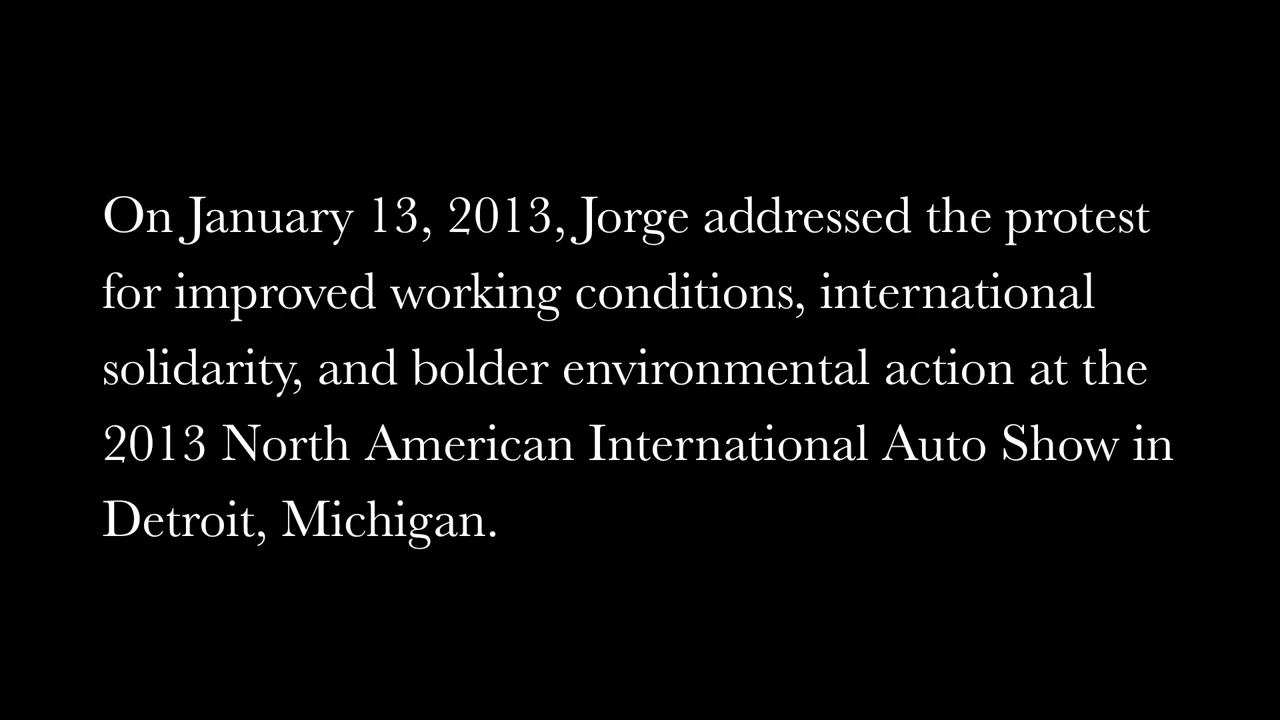 On January 13, 2013, Jorge addressed the protest
for improved working conditions, international
solidarity, and bolder environmental action at the
2013 North American International Auto Show in
Detroit, Michigan.